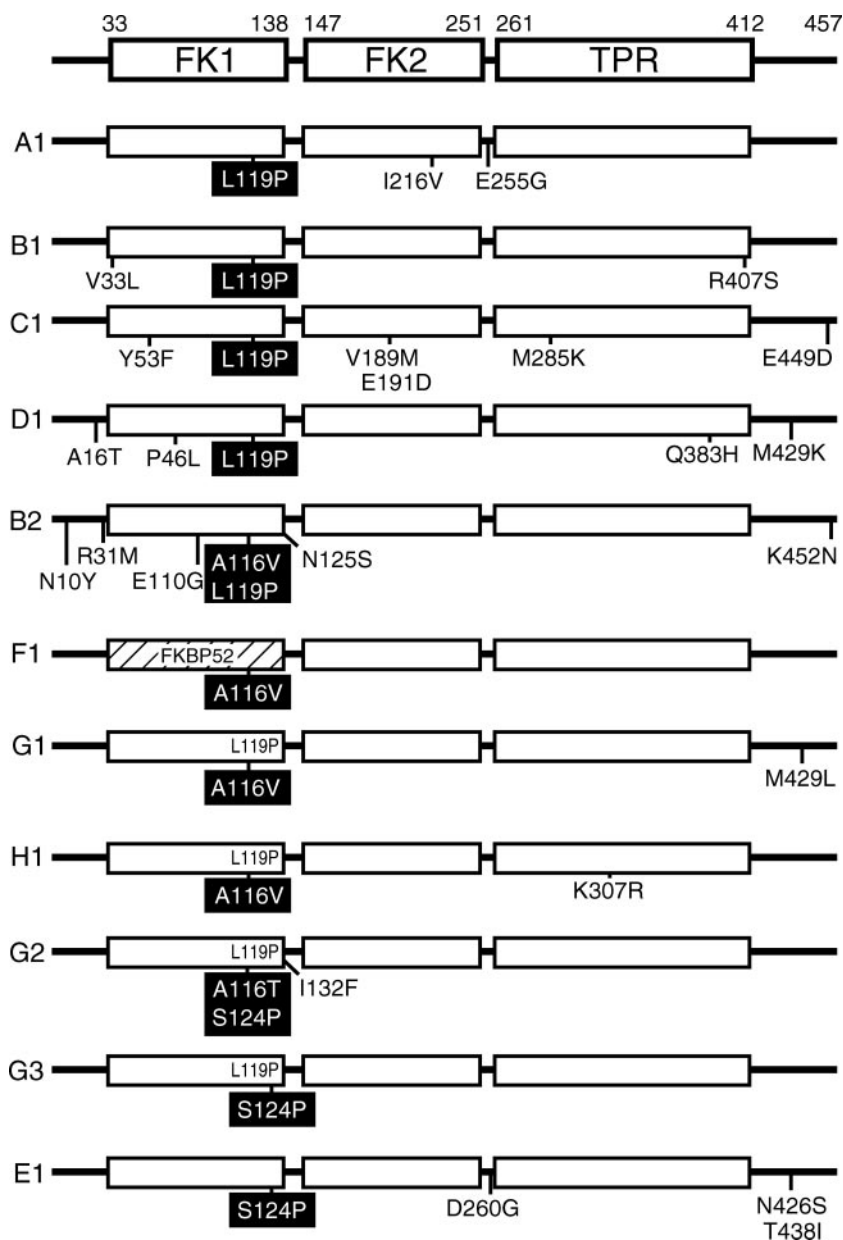 33 138 147 251 261 412 457
FK1 FK2 TPR
A1
L119P I216V E255G
B1
V33L L119P R407S
C1
Y53F L119P V189M M285K E449D
E191D
D1
A16T P46L L119P Q383H M429K
B2
R31M A116V N125S K452N
N10Y E110G L119P
F1 FKBP52
A116V
G1 L119P
A116V M429L
H1 L119P
A116V K307R
G2 L119P
A116T I132F
S124P
G3 L119P
S124P
E1
S124P D260G N426S
T438I